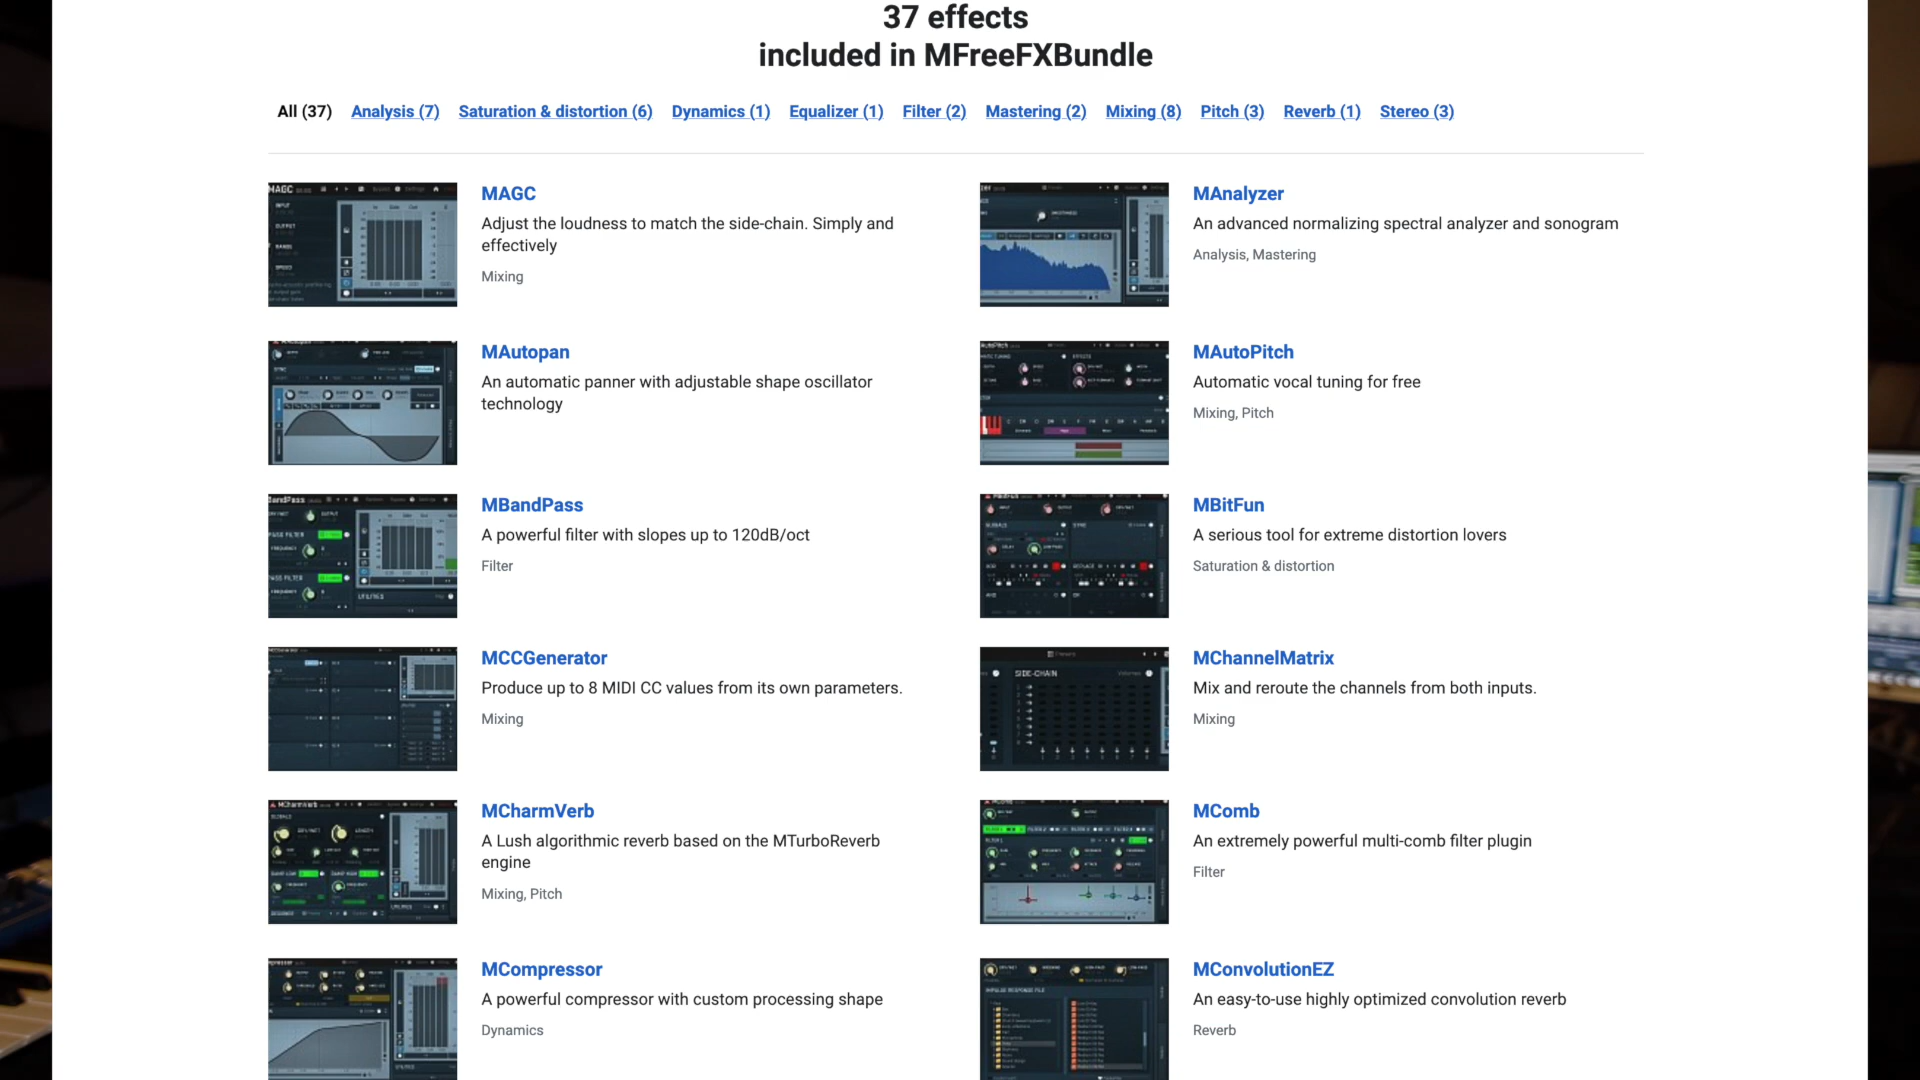 37 effects
included in MFreeFXBundle
All (37) Analysis (7) Saturation & distortion (6) Dynamics (1) Equalizer (1) Filter (2) Mastering (2) Mixing (8) Pitch (3) Reverb (1) Stereo (3)
MAGC
Adjust the loudness to match the side-chain. Simply and
effectively
Mixing
MAnalyzer
An advanced normalizing spectral analyzer and sonogram
Analysis, Mastering
MAutopan
An automatic panner with adjustable shape oscillator
technology
MAutoPitch
Automatic vocal tuning for free
Mixing, Pitch
MBandPass
A powerful filter with slopes up to 120dB/oct
Filter
MBitFun
A serious tool for extreme distortion lovers
Saturation & distortion
MCCGenerator
Produce up to 8 MIDI CC values from its own parameters.
Mixing
SIDE-CHAIN
MChannelMatrix
Mix and reroute the channels from both inputs.
Mixing
MCharmVerb
A Lush algorithmic reverb based on the MTurboReverb
engine
Mixing, Pitch
MComb
An extremely powerful multi-comb filter plugin
Filter
MCompressor
A powerful compressor with custom processing shape
Dynamics
MConvolutionEZ
An easy-to-use highly optimized convolution reverb
Reverb